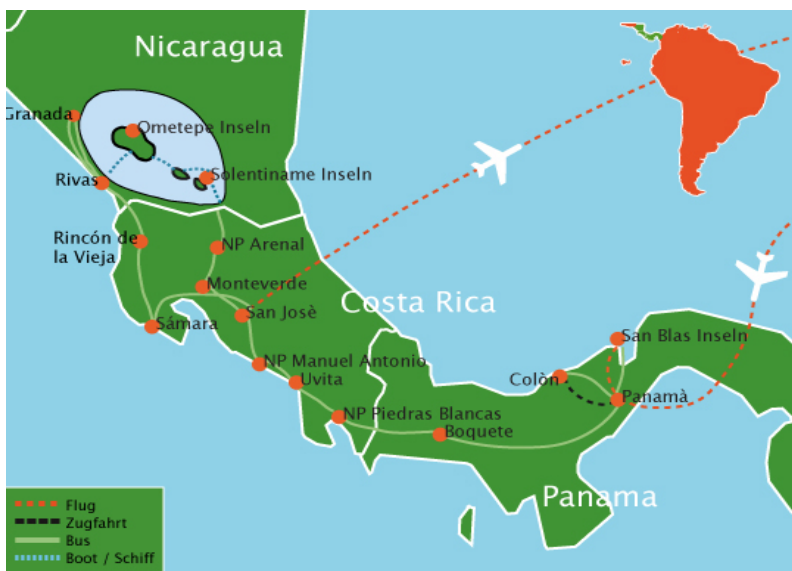 Nicaragua
Granada
Ometepe Inseln
Solentiname Inseln
Rivas
Rincón de
la Vieja
NP Arenal
Monteverde
Costa Rica
San Josè
Sámara
San Blas Inseln
NP Manuel Antonio
Uvita
Colòn
Panamà
NP Piedras Blancas
Boquete
Panama
Flug
Zugfahrt
Bus
Boot / Schiff